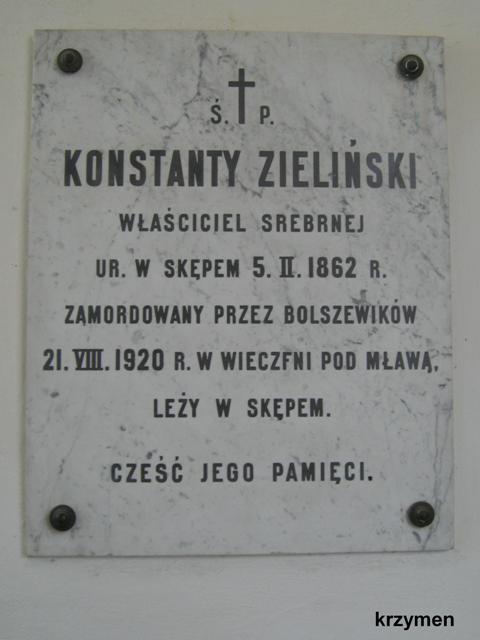 Ś. † P.
KONSTANTY ZIELIŃSKI
WŁAŚCICIEL SREBRNEJ
UR. W SKĘPEM 5. II. 1862 R.
ZAMORDOWANY PRZEZ BOLSZEWIKÓW
21. VIII. 1920 R. W WIECZFNI POD MŁAWĄ,
LEŻY W SKĘPEM.
CZEŚĆ JEGO PAMIĘCI.
krzymen